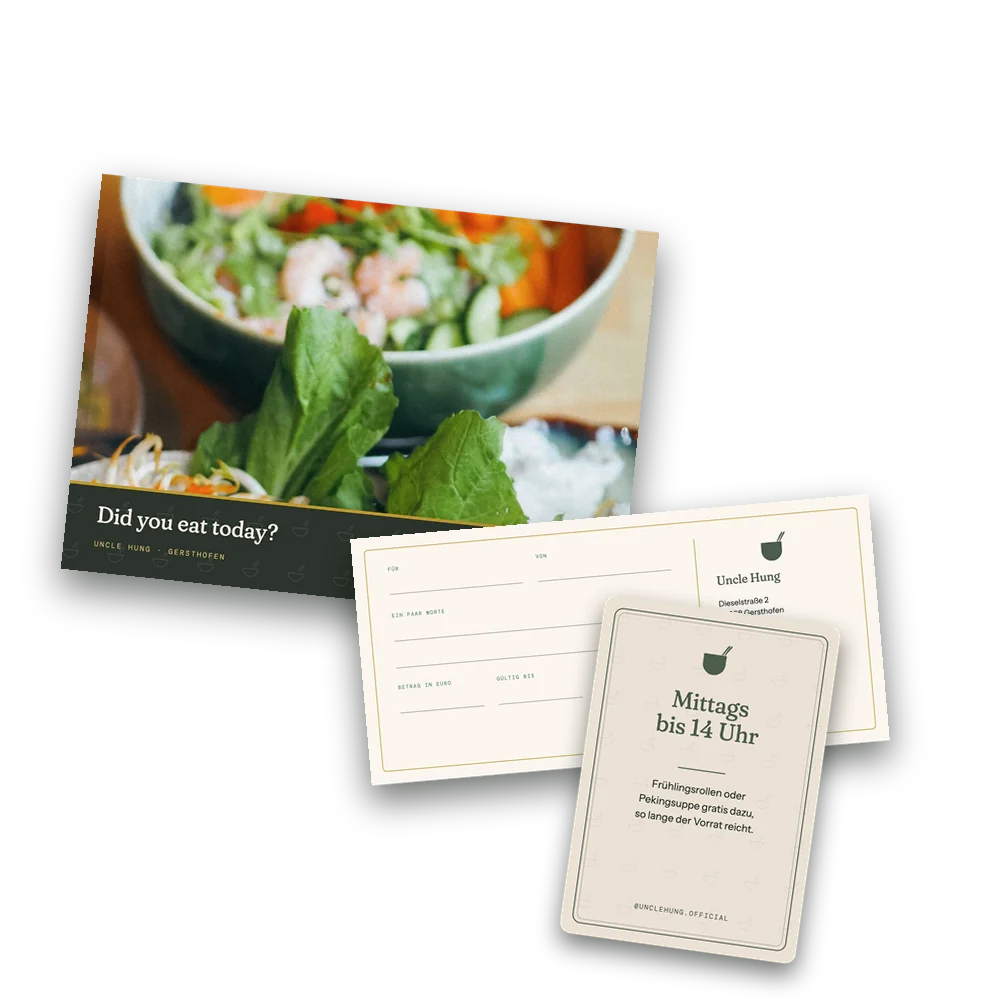 Did you eat today?
UNCLE HUNG · GERSTHOFEN
FÜR
VON
EIN PAAR WORTE
BETRAG IN EURO
GÜLTIG BIS
Uncle Hung
Dieselstraße 2
Gersthofen
Mittags
bis 14 Uhr
Frühlingsrollen oder
Pekingsuppe gratis dazu,
so lange der Vorrat reicht.
@UNCLEHUNG.OFFICIAL